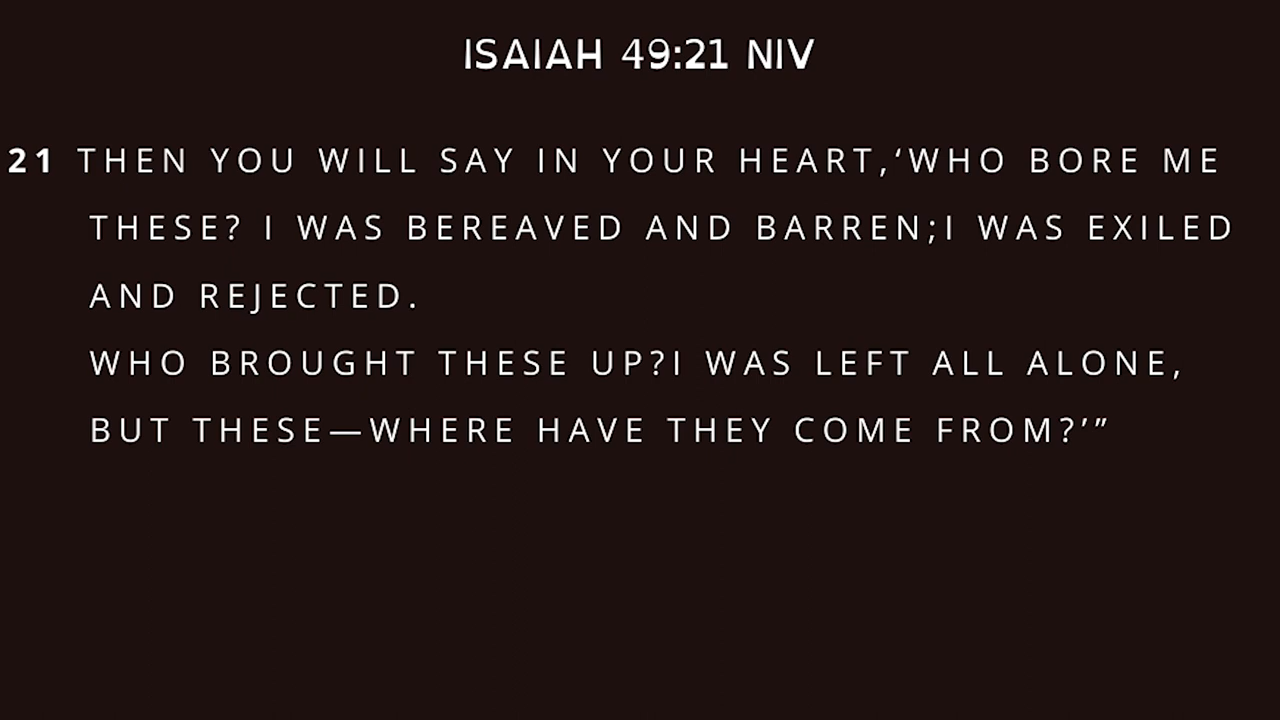 ISAIAH 49:21 NIV
21 THEN YOU WILL SAY IN YOUR HEART,‘WHO BORE ME
THESE? I WAS BEREAVED AND BARREN;I WAS EXILED
AND REJECTED.
WHO BROUGHT THESE UP?I WAS LEFT ALL ALONE,
BUT THESE—WHERE HAVE THEY COME FROM?’”